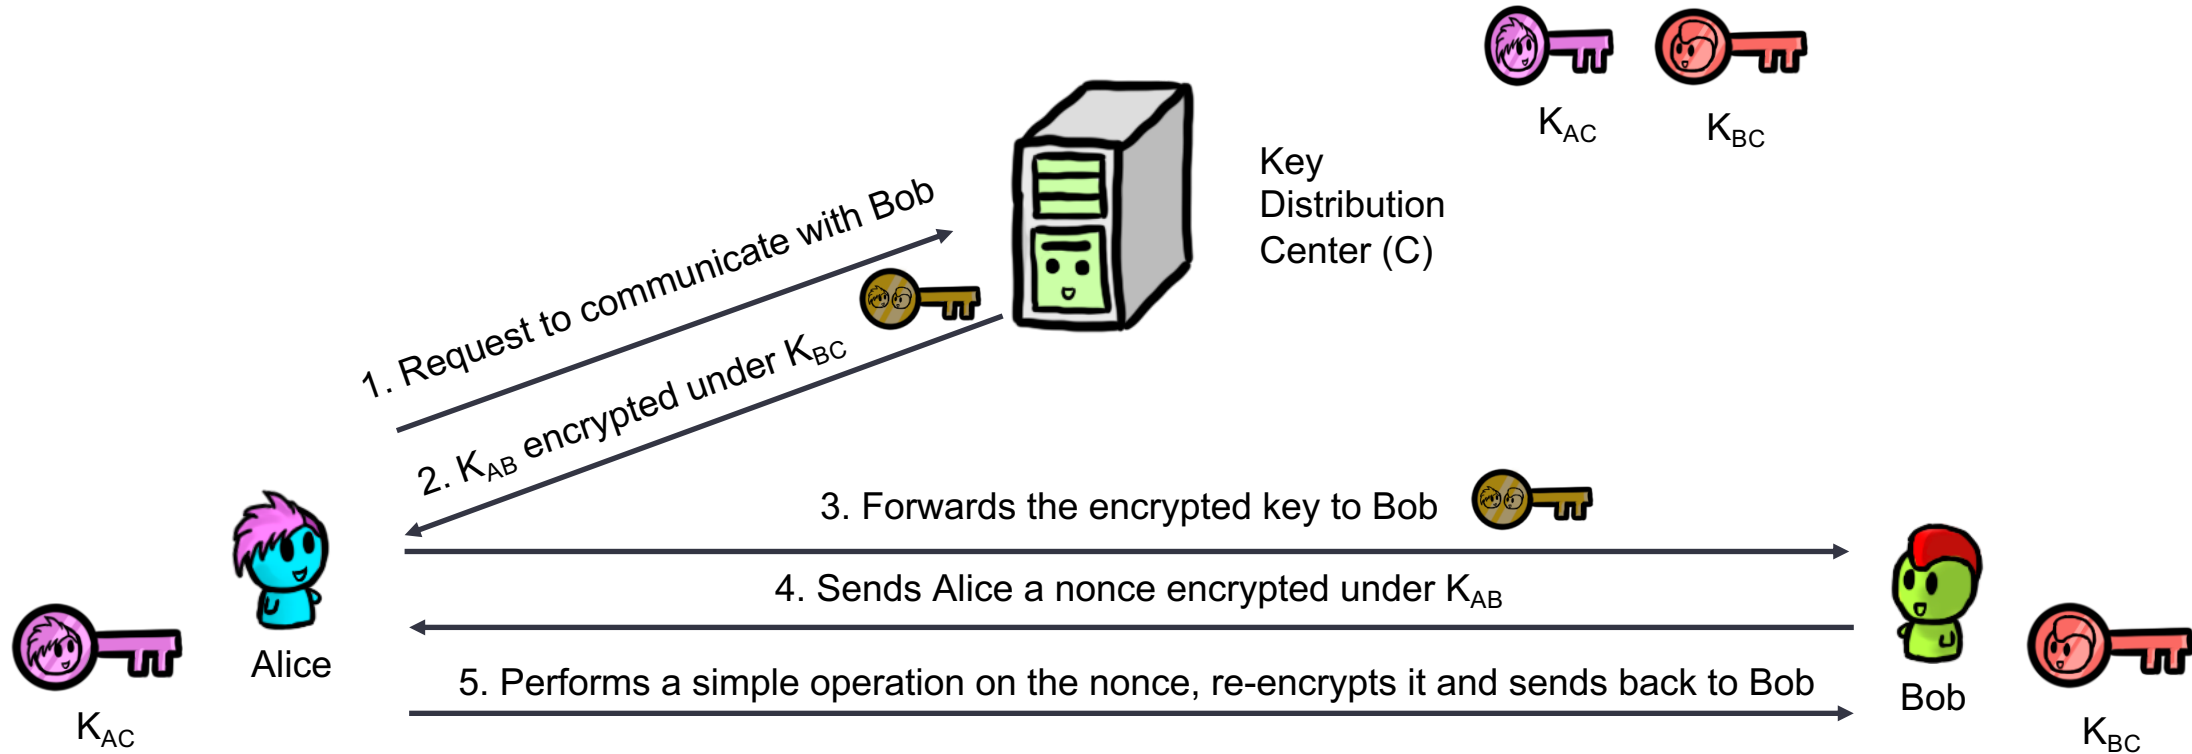 K_AC
K_BC
Key
Distribution
Center (C)
1. Request to communicate with Bob
2. K_AB encrypted under K_BC
3. Forwards the encrypted key to Bob
4. Sends Alice a nonce encrypted under K_AB
5. Performs a simple operation on the nonce, re-encrypts it and sends back to Bob
Alice
K_AC
Bob
K_BC